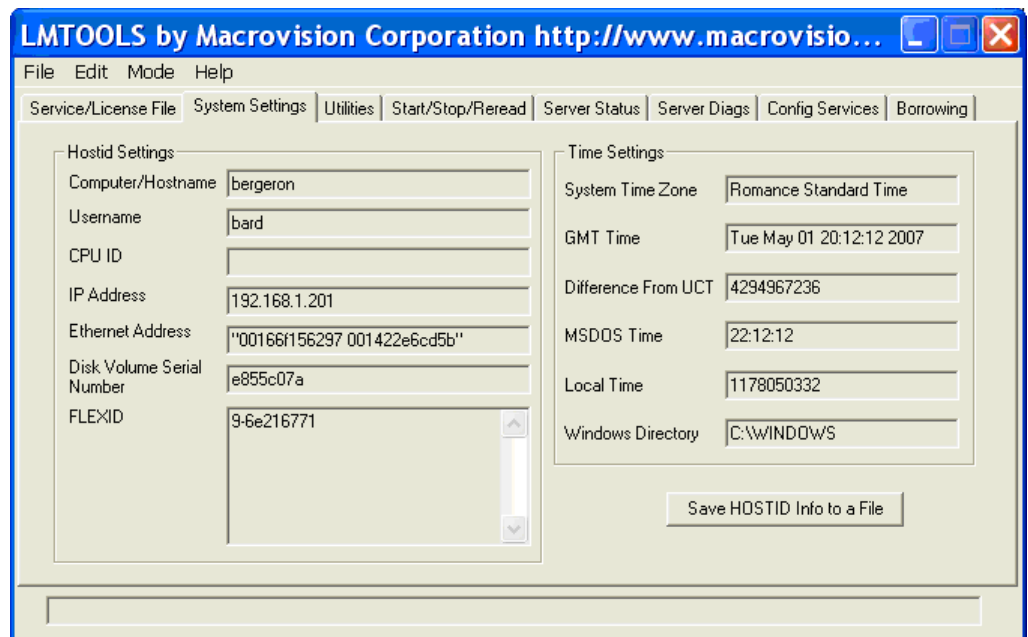 LMTOOLS by Macrovision Corporation http://www.macrovisio...
File Edit Mode Help
Service/License File System Settings Utilities Start/Stop/Reread Server Status Server Diags Config Services Borrowing
Hostid Settings
Computer/Hostname bergeron
Username bard
CPU ID
IP Address 192.168.1.201
Ethernet Address "00166f156297 001422e6cd5b"
Disk Volume Serial
Number e855c07a
FLEXID 9-6e216771
Time Settings
System Time Zone Romance Standard Time
GMT Time Tue May 01 20:12:12 2007
Difference From UCT 4294967236
MSDOS Time 22:12:12
Local Time 1178050332
Windows Directory C:\WINDOWS
Save HOSTID Info to a File